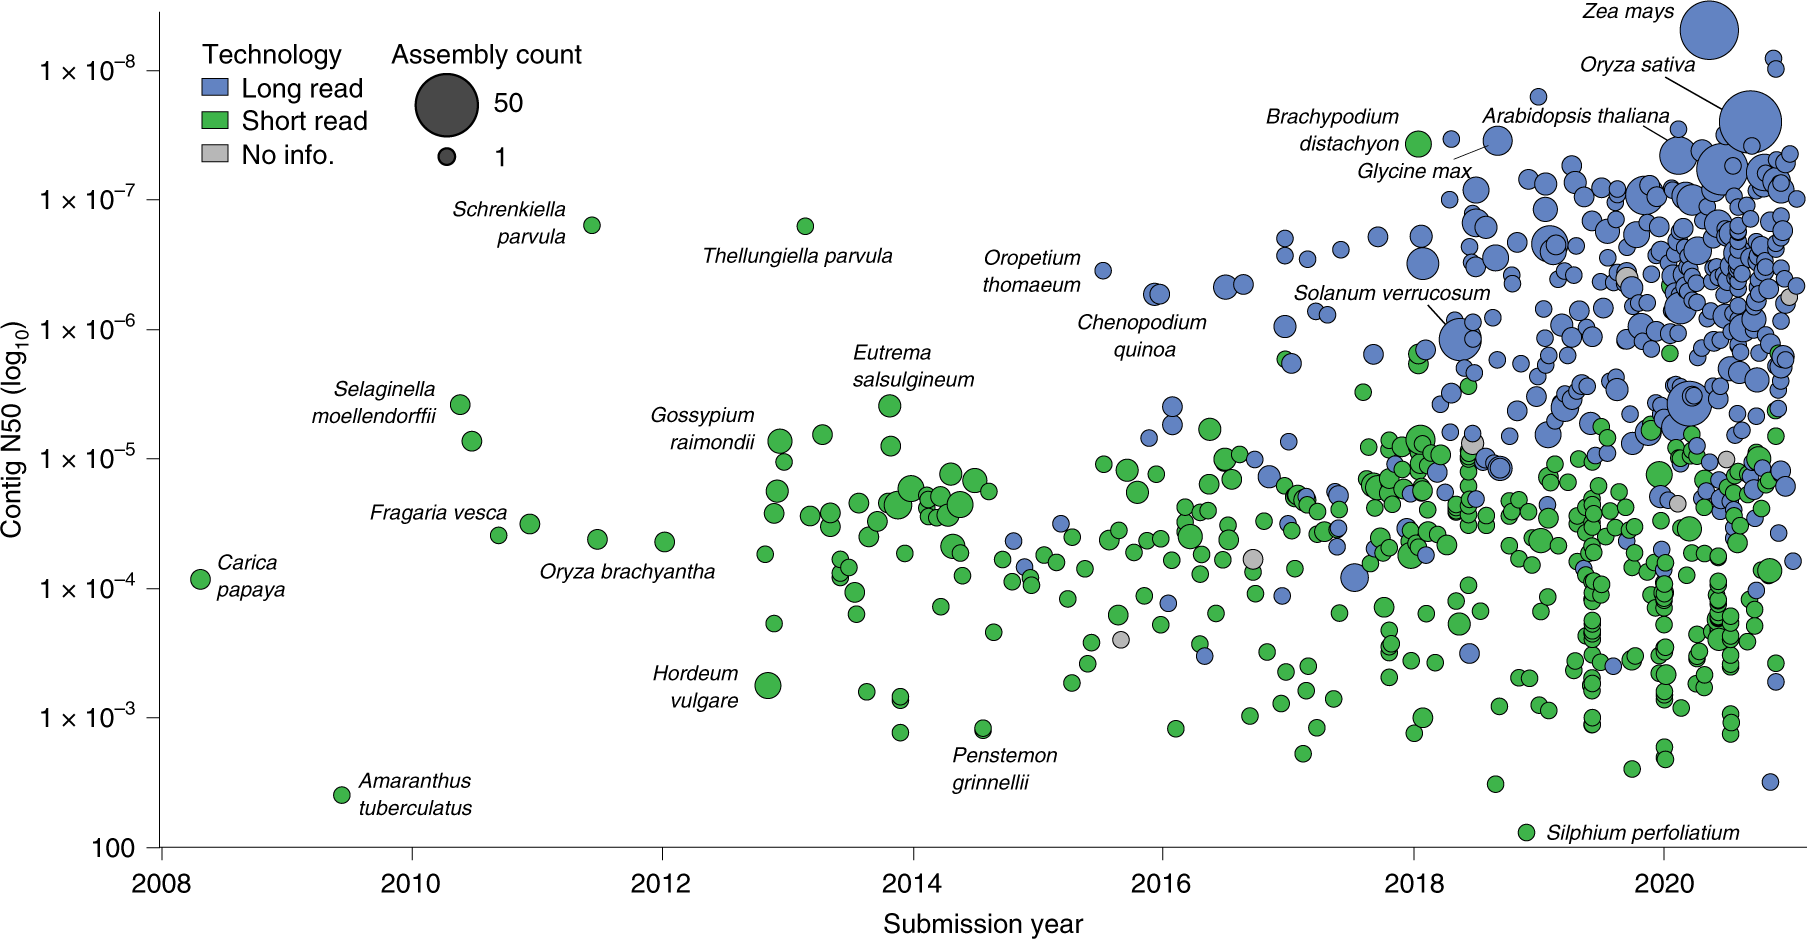 Zea mays
Technology
Assembly count
1 × 10−8
Oryza sativa
Long read
50
Short read
Brachypodium
distachyon
Arabidopsis thaliana
No info.
1
Glycine max
1 × 10−7
Schrenkiella
parvula
Thellungiella parvula
Oropetium
thomaeum
Solanum verrucosum
1 × 10−6
Chenopodium
quinoa
Eutrema
salsulgineum
Selaginella
moellendorffii
Gossypium
raimondii
1 × 10−5
Contig N50 (log10)
Fragaria vesca
Oryza brachyantha
Carica
papaya
1 × 10−4
Hordeum
vulgare
1 × 10−3
Penstemon
grinnellii
Amaranthus
tuberculatus
Silphium perfoliatium
100
2008
2010
2012
2014
2016
2018
2020
Submission year